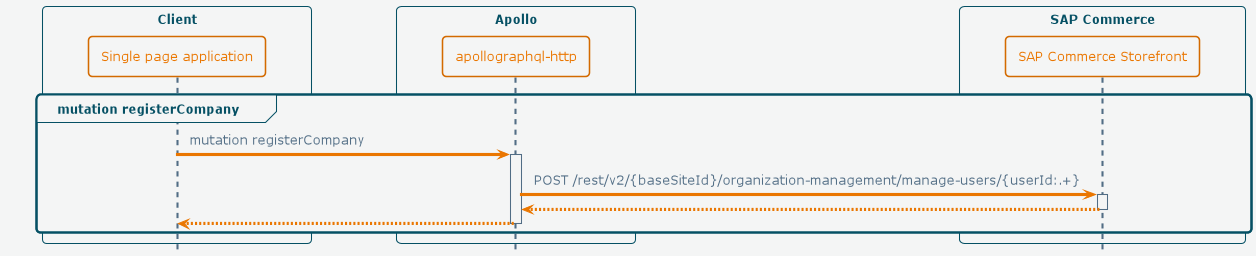 Client
Apollo
SAP Commerce
Single page application
apollographql-http
SAP Commerce Storefront
mutation registerCompany
mutation registerCompany
POST /rest/v2/{baseSiteId}/organization-management/manage-users/{userId:.+}